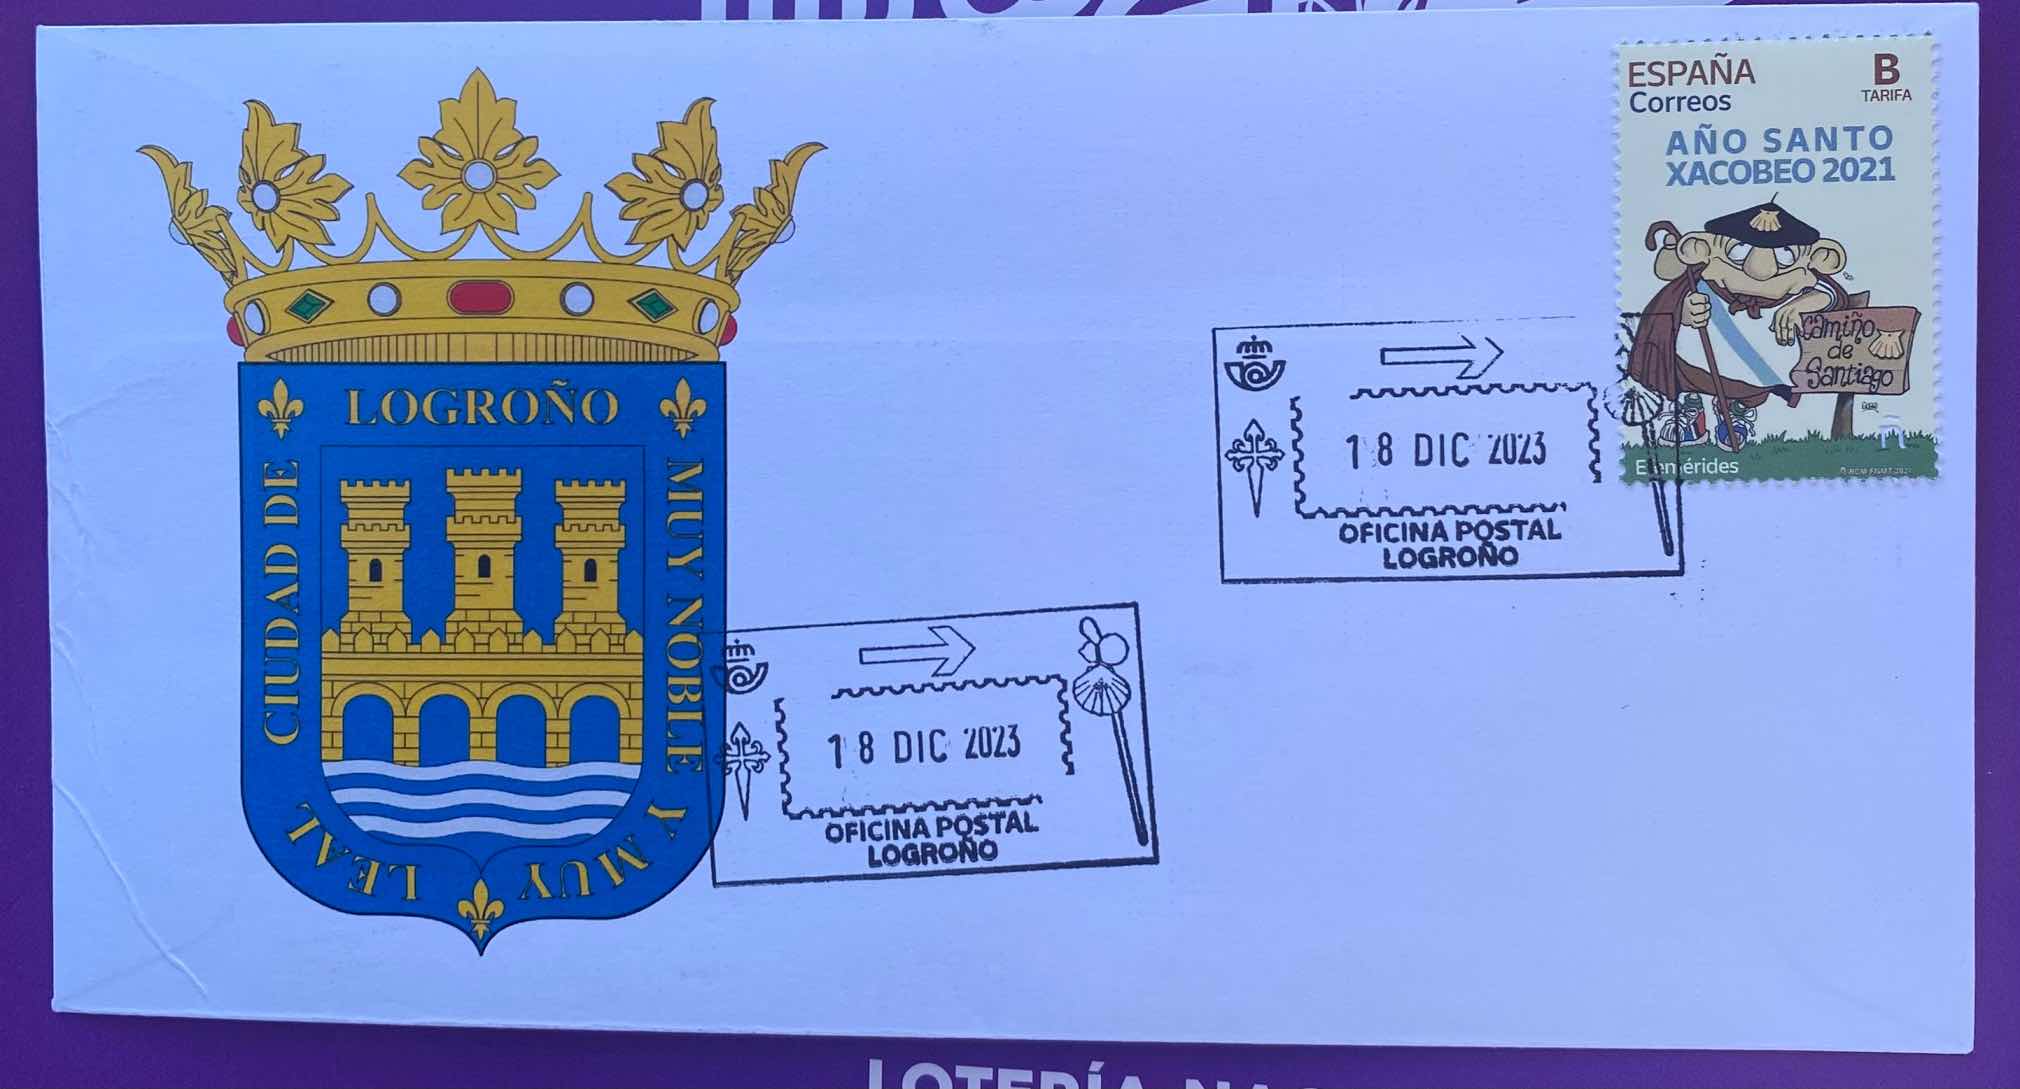 ESPAÑA
Correos
B
TARIFA
AÑO SANTO
XACOBEO 2021
Camiño
de
Santiago
Efemérides
LOGROÑO
CIUDAD DE
MUY NOBLE
Y MUY
LEAL
18 DIC 2023
OFICINA POSTAL
LOGROÑO
18 DIC 2023
OFICINA POSTAL
LOGROÑO
LOTERÍA